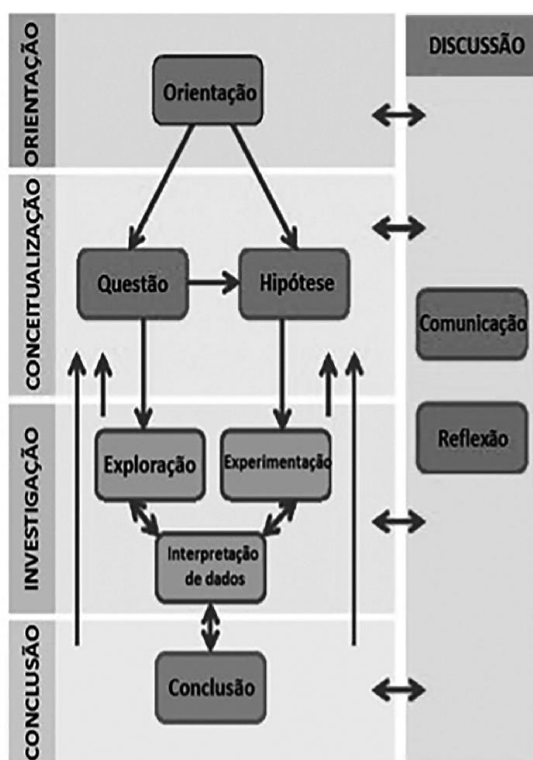 ORIENTAÇÃO
Orientação
CONCEITUALIZAÇÃO
Questão
Hipótese
INVESTIGAÇÃO
Exploração
Experimentação
Interpretação
de dados
CONCLUSÃO
Conclusão
DISCUSSÃO
Comunicação
Reflexão